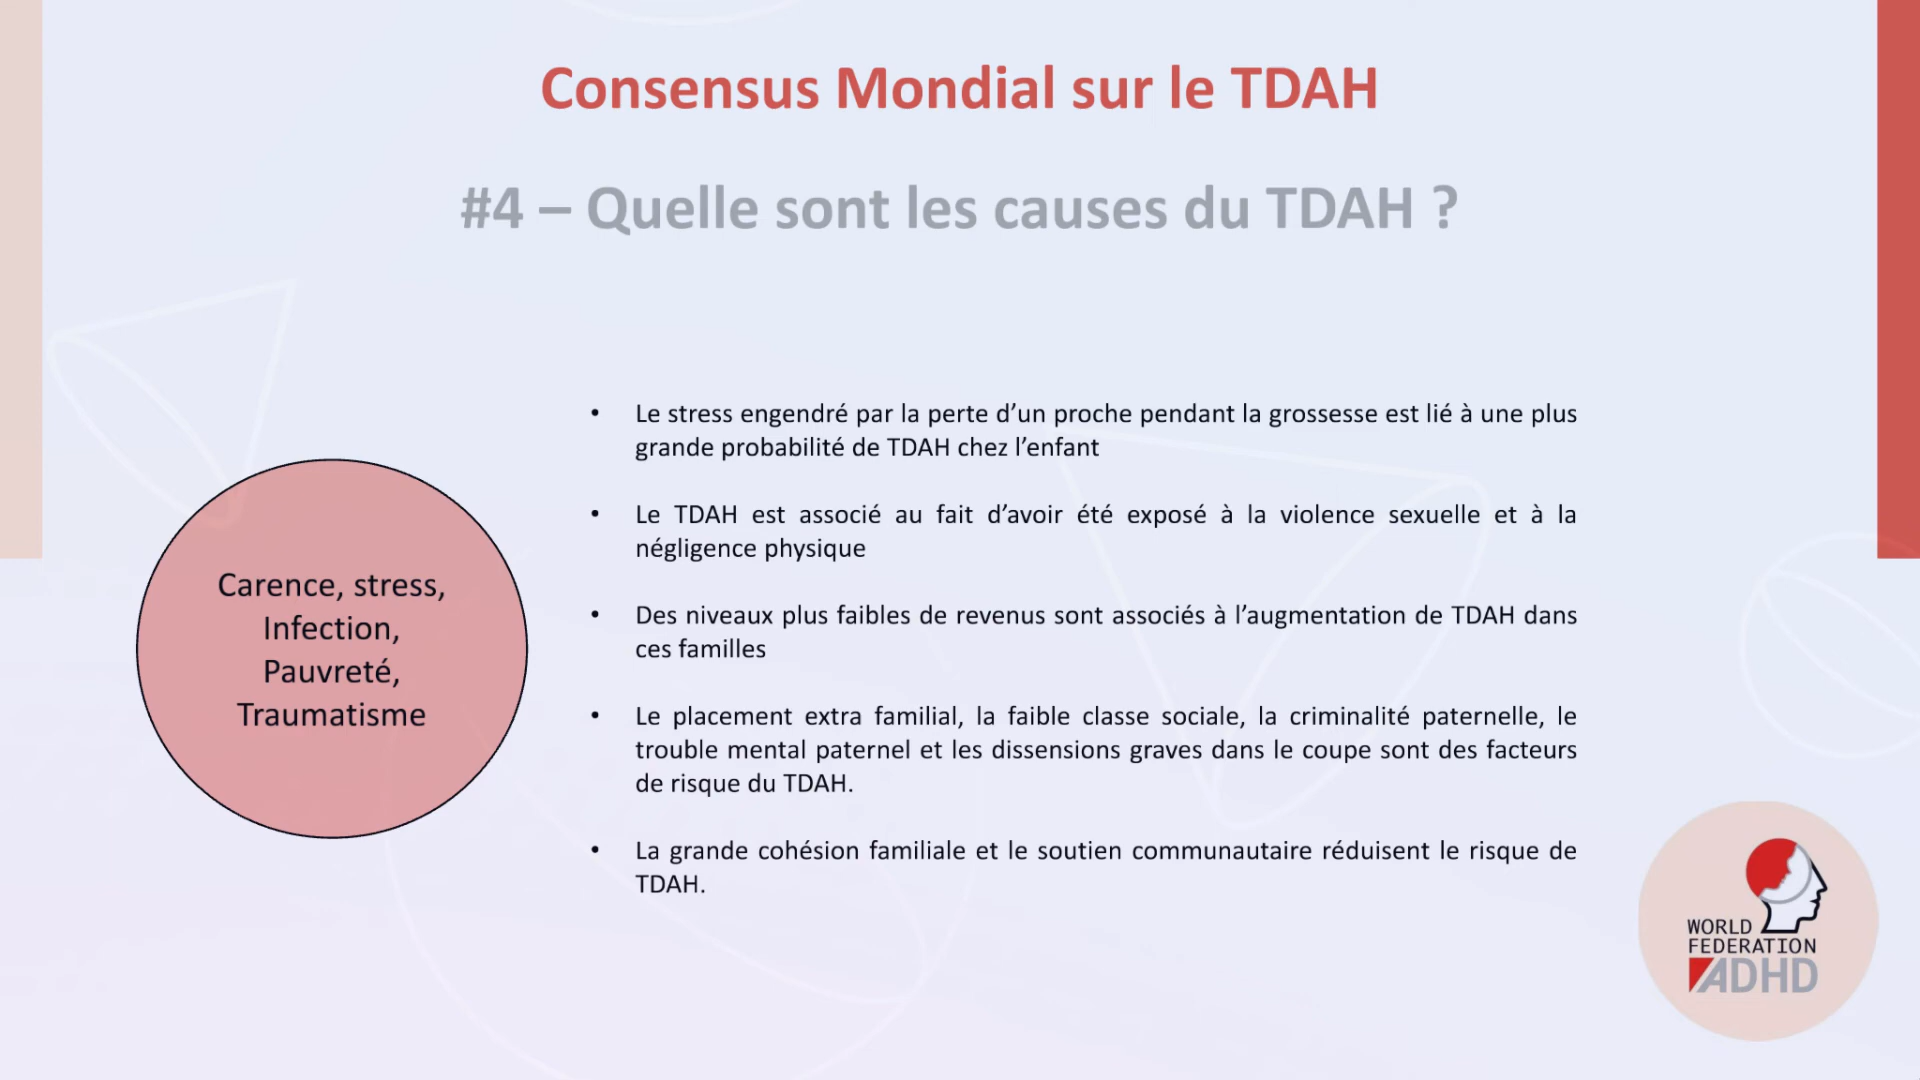 Consensus Mondial sur le TDAH
#4 – Quelle sont les causes du TDAH ?
Carence, stress,
Infection,
Pauvreté,
Traumatisme
• Le stress engendré par la perte d’un proche pendant la grossesse est lié à une plus
grande probabilité de TDAH chez l’enfant
• Le TDAH est associé au fait d’avoir été exposé à la violence sexuelle et à la
négligence physique
• Des niveaux plus faibles de revenus sont associés à l’augmentation de TDAH dans
ces familles
• Le placement extra familial, la faible classe sociale, la criminalité paternelle, le
trouble mental paternel et les dissensions graves dans le coupe sont des facteurs
de risque du TDAH.
• La grande cohésion familiale et le soutien communautaire réduisent le risque de
TDAH.
WORLD
FEDERATION
ADHD